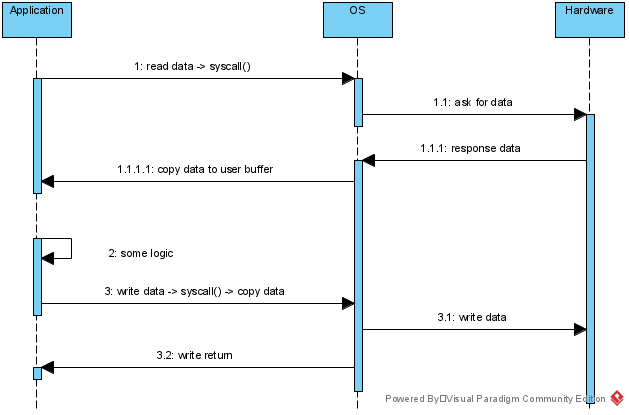 Application
OS
Hardware
1: read data -> syscall()
1.1: ask for data
1.1.1: response data
1.1.1.1: copy data to user buffer
2: some logic
3: write data -> syscall() -> copy data
3.1: write data
3.2: write return
Powered By□Visual Paradigm Community Edition